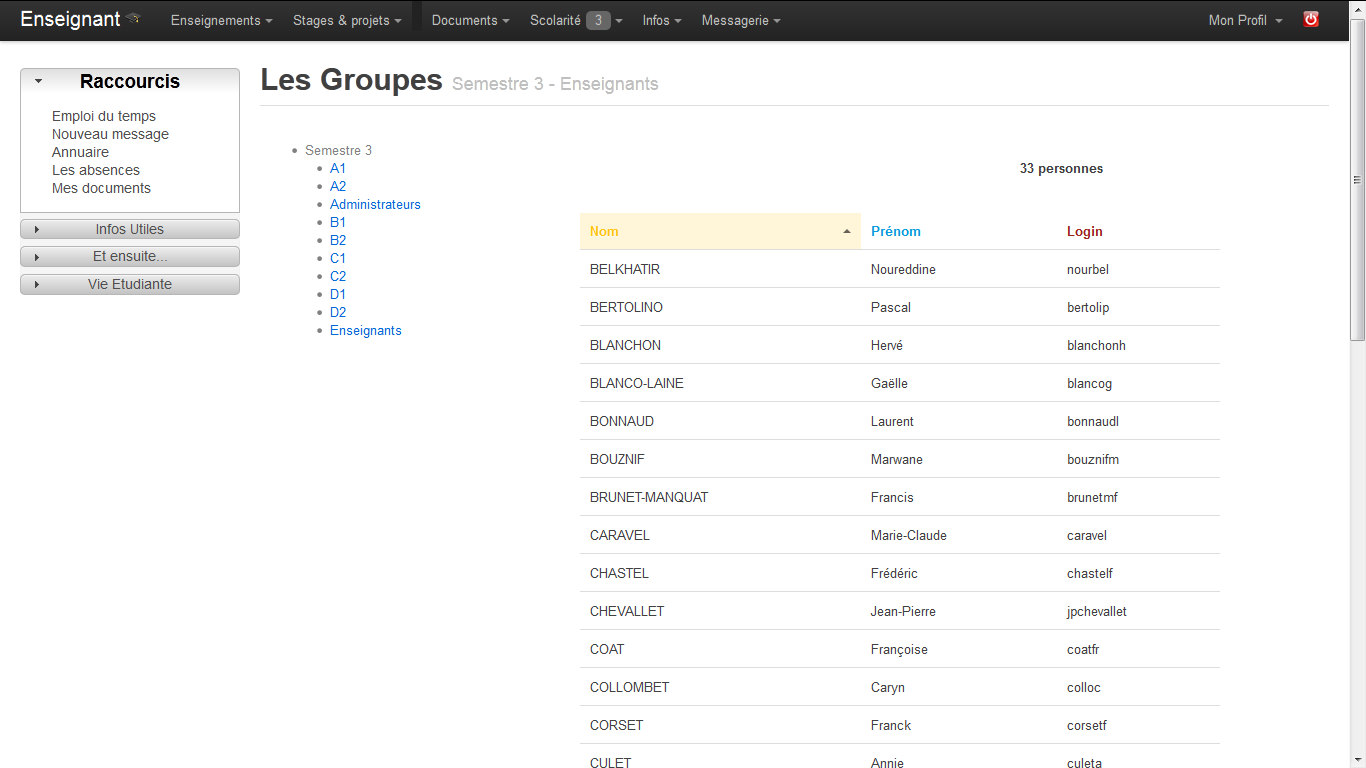 Enseignant Enseignements Stages & projets Documents Scolarité 3 Infos Messagerie Mon Profil
Raccourcis
Emploi du temps
Nouveau message
Annuaire
Les absences
Mes documents
Infos Utiles
Et ensuite...
Vie Etudiante
Les Groupes Semestre 3 - Enseignants
Semestre 3
A1
A2
Administrateurs
B1
B2
C1
C2
D1
D2
Enseignants
33 personnes
Nom Prénom Login
BELKHATIR Noureddine nourbel
BERTOLINO Pascal bertolip
BLANCHON Hervé blanchonh
BLANCO-LAINE Gaëlle blancog
BONNAUD Laurent bonnaudl
BOUZNIF Marwane bouznifm
BRUNET-MANQUAT Francis brunetmf
CARAVEL Marie-Claude caravel
CHASTEL Frédéric chastelf
CHEVALLET Jean-Pierre jpchevallet
COAT Françoise coatfr
COLLOMBET Caryn colloc
CORSET Franck corsetf
CULET Annie culeta